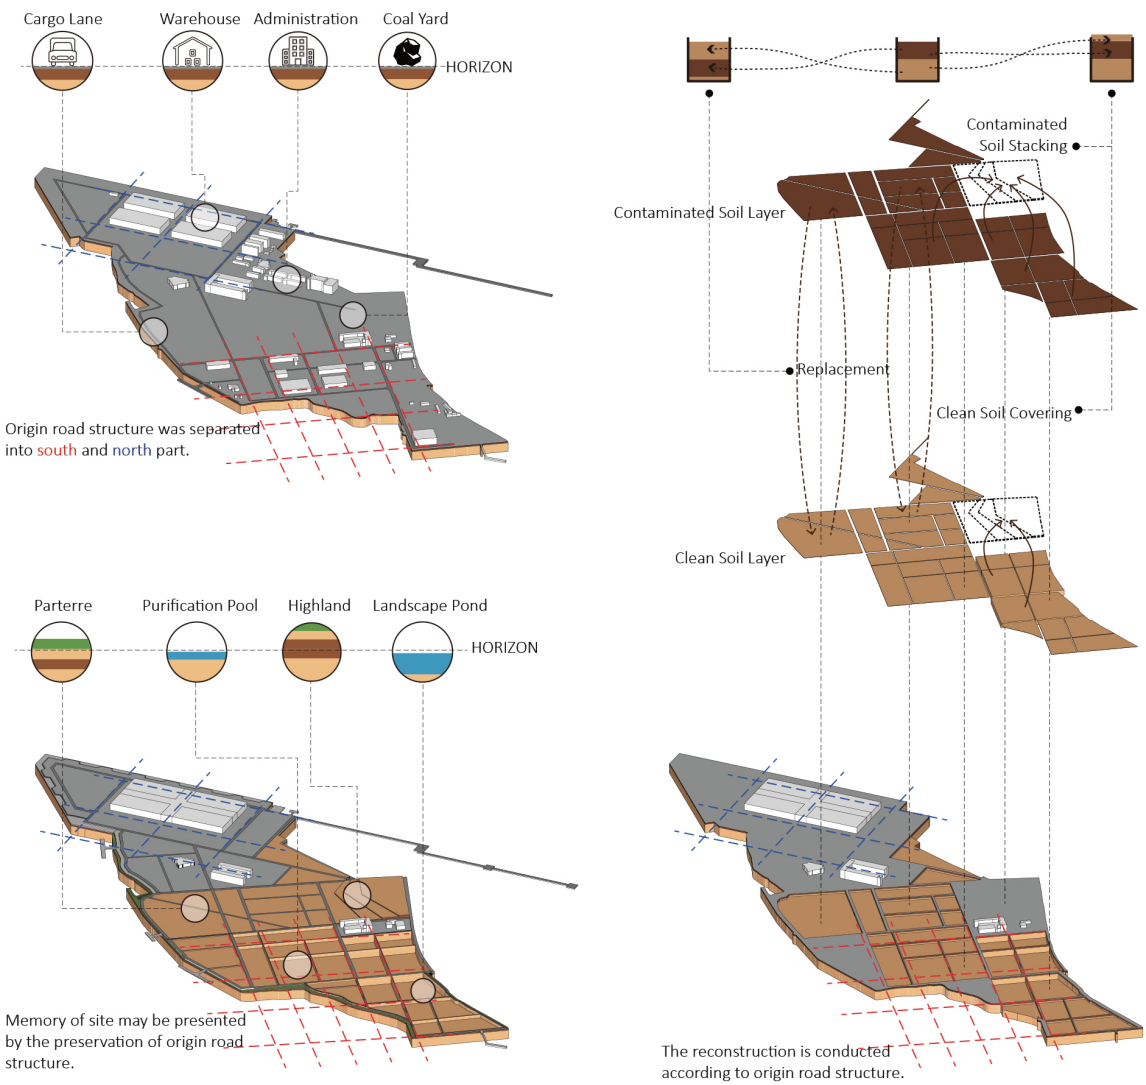 Cargo Lane
Warehouse
Administration
Coal Yard
HORIZON
Origin road structure was separated
into south and north part.
Parterre
Purification Pool
Highland
Landscape Pond
HORIZON
Memory of site may be presented
by the preservation of origin road
structure.
Contaminated
Soil Stacking
Contaminated Soil Layer
Replacement
Clean Soil Covering
Clean Soil Layer
The reconstruction is conducted
according to origin road structure.